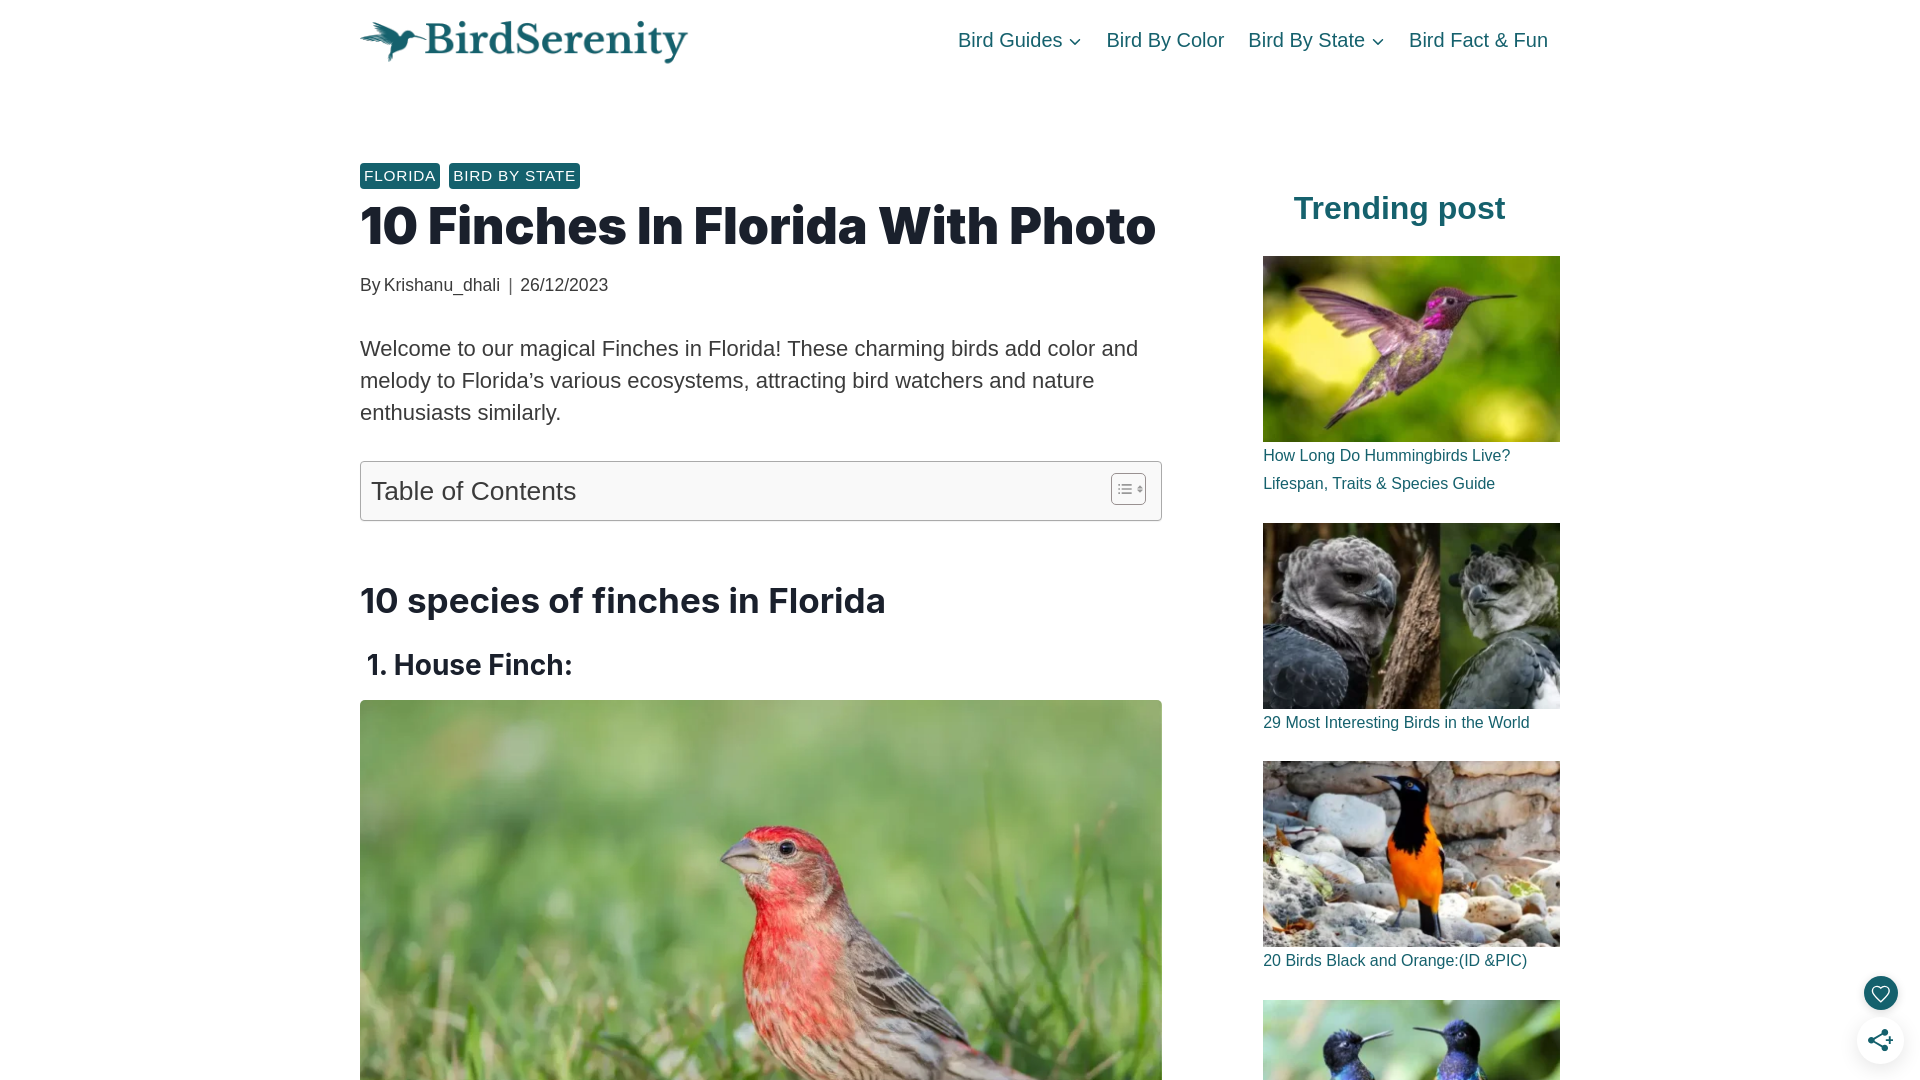 BirdSerenity
Bird Guides
Bird By Color
Bird By State
Bird Fact & Fun
FLORIDA
BIRD BY STATE
10 Finches In Florida With Photo
By Krishanu_dhali | 26/12/2023
Welcome to our magical Finches in Florida! These charming birds add color and
melody to Florida’s various ecosystems, attracting bird watchers and nature
enthusiasts similarly.
Table of Contents
10 species of finches in Florida
1. House Finch:
Trending post
How Long Do Hummingbirds Live?
Lifespan, Traits & Species Guide
29 Most Interesting Birds in the World
20 Birds Black and Orange:(ID &PIC)